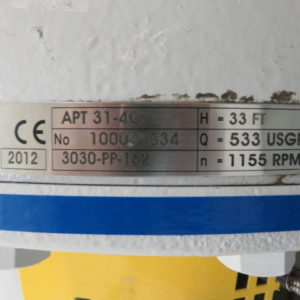 APT 31-4C H = 33 FT
CE No Q = 533 USG
2012 3030-PP-162 n = 1155 RPM